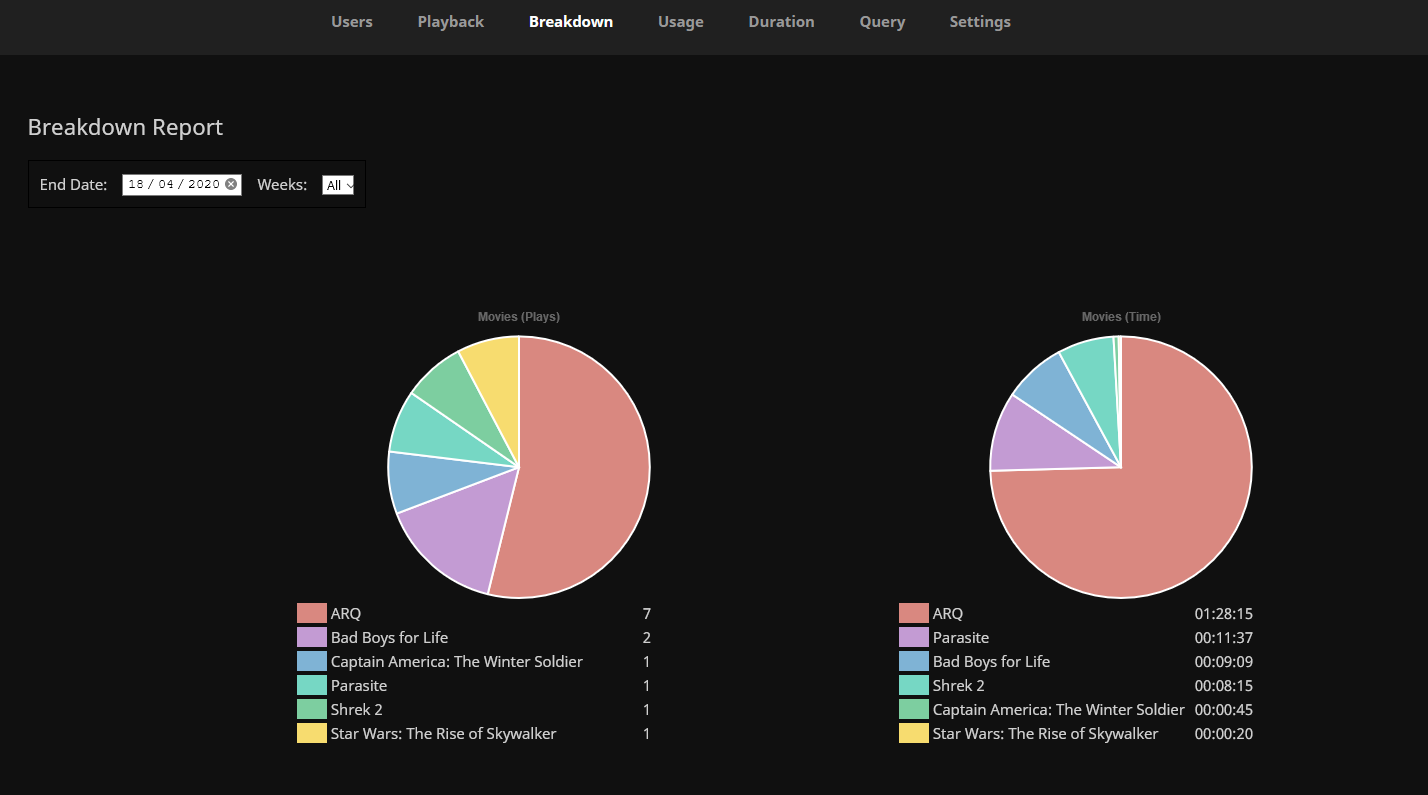 Users Playback Breakdown Usage Duration Query Settings
Breakdown Report
End Date: 18 / 04 / 2020 Weeks: All
Movies (Plays)
ARQ 7
Bad Boys for Life 2
Captain America: The Winter Soldier 1
Parasite 1
Shrek 2 1
Star Wars: The Rise of Skywalker 1
Movies (Time)
ARQ 01:28:15
Parasite 00:11:37
Bad Boys for Life 00:09:09
Shrek 2 00:08:15
Captain America: The Winter Soldier 00:00:45
Star Wars: The Rise of Skywalker 00:00:20